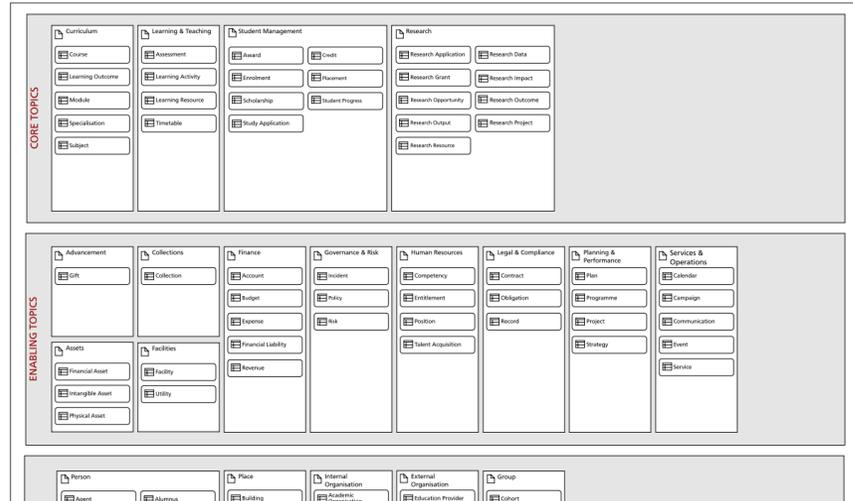 CORE TOPICS
Curriculum
Course
Learning Outcome
Module
Specialisation
Subject
Learning & Teaching
Assessment
Learning Activity
Learning Resource
Timetable
Student Management
Award
Credit
Enrolment
Placement
Scholarship
Student Progress
Study Application
Research
Research Application
Research Data
Research Grant
Research Impact
Research Opportunity
Research Outcome
Research Output
Research Project
Research Resource
ENABLING TOPICS
Advancement
Gift
Assets
Financial Asset
Intangible Asset
Physical Asset
Collections
Collection
Facilities
Facility
Utility
Finance
Account
Budget
Expense
Financial Liability
Revenue
Governance & Risk
Incident
Policy
Risk
Human Resources
Competency
Entitlement
Position
Talent Acquisition
Legal & Compliance
Contract
Obligation
Record
Planning &
Performance
Plan
Programme
Project
Strategy
Services &
Operations
Calendar
Campaign
Communication
Event
Service
Person
Agent
Alumnus
Place
Building
Internal
Organisation
Academic
Organisation
External
Organisation
Education Provider
Group
Cohort